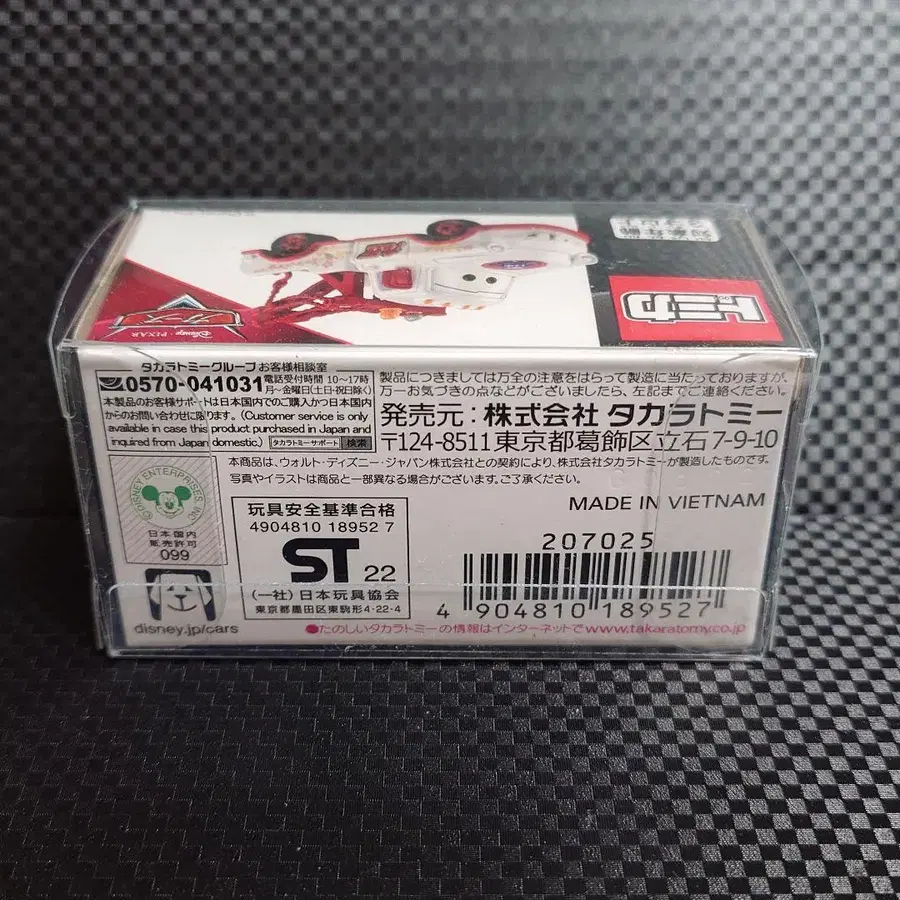 対象年齢
3才以上
トミカ
カーズ
Disney・PIXAR
タカラトミーグループお客様相談室
0570-041031
電話受付時間 10〜17時
月〜金曜日(土日・祝日除く)
本製品のお客様サポートは日本国内でのご購入かつ日本国内
からのお問い合わせに限ります。(Customer service is only
available in case this product purchased in Japan and
inquired from Japan domestic.) タカラトミーサポート 検索
製品につきましては万全の注意をはらって製造に当たっておりますが、
万一お気づきの点などがございましたら、左記までご連絡ください。
発売元：株式会社 タカラトミー
〒124-8511 東京都葛飾区立石7-9-10
本商品は、ウォルト・ディズニー・ジャパン株式会社との契約により、株式会社タカラトミーが製造したものです。
写真やイラストは商品と一部異なる場合がございます。ご了承ください。
©DISNEY ENTERPRISES, INC.
日本国内
販売許可
099
disney.jp/cars
玩具安全基準合格
4904810 18952 7
ST 22
(一社)日本玩具協会
東京都墨田区東駒形4-22-4
MADE IN VIETNAM
207025
4 904810 189527
●たのしいタカラトミーの情報はインターネットで www.takaratomy.co.jp